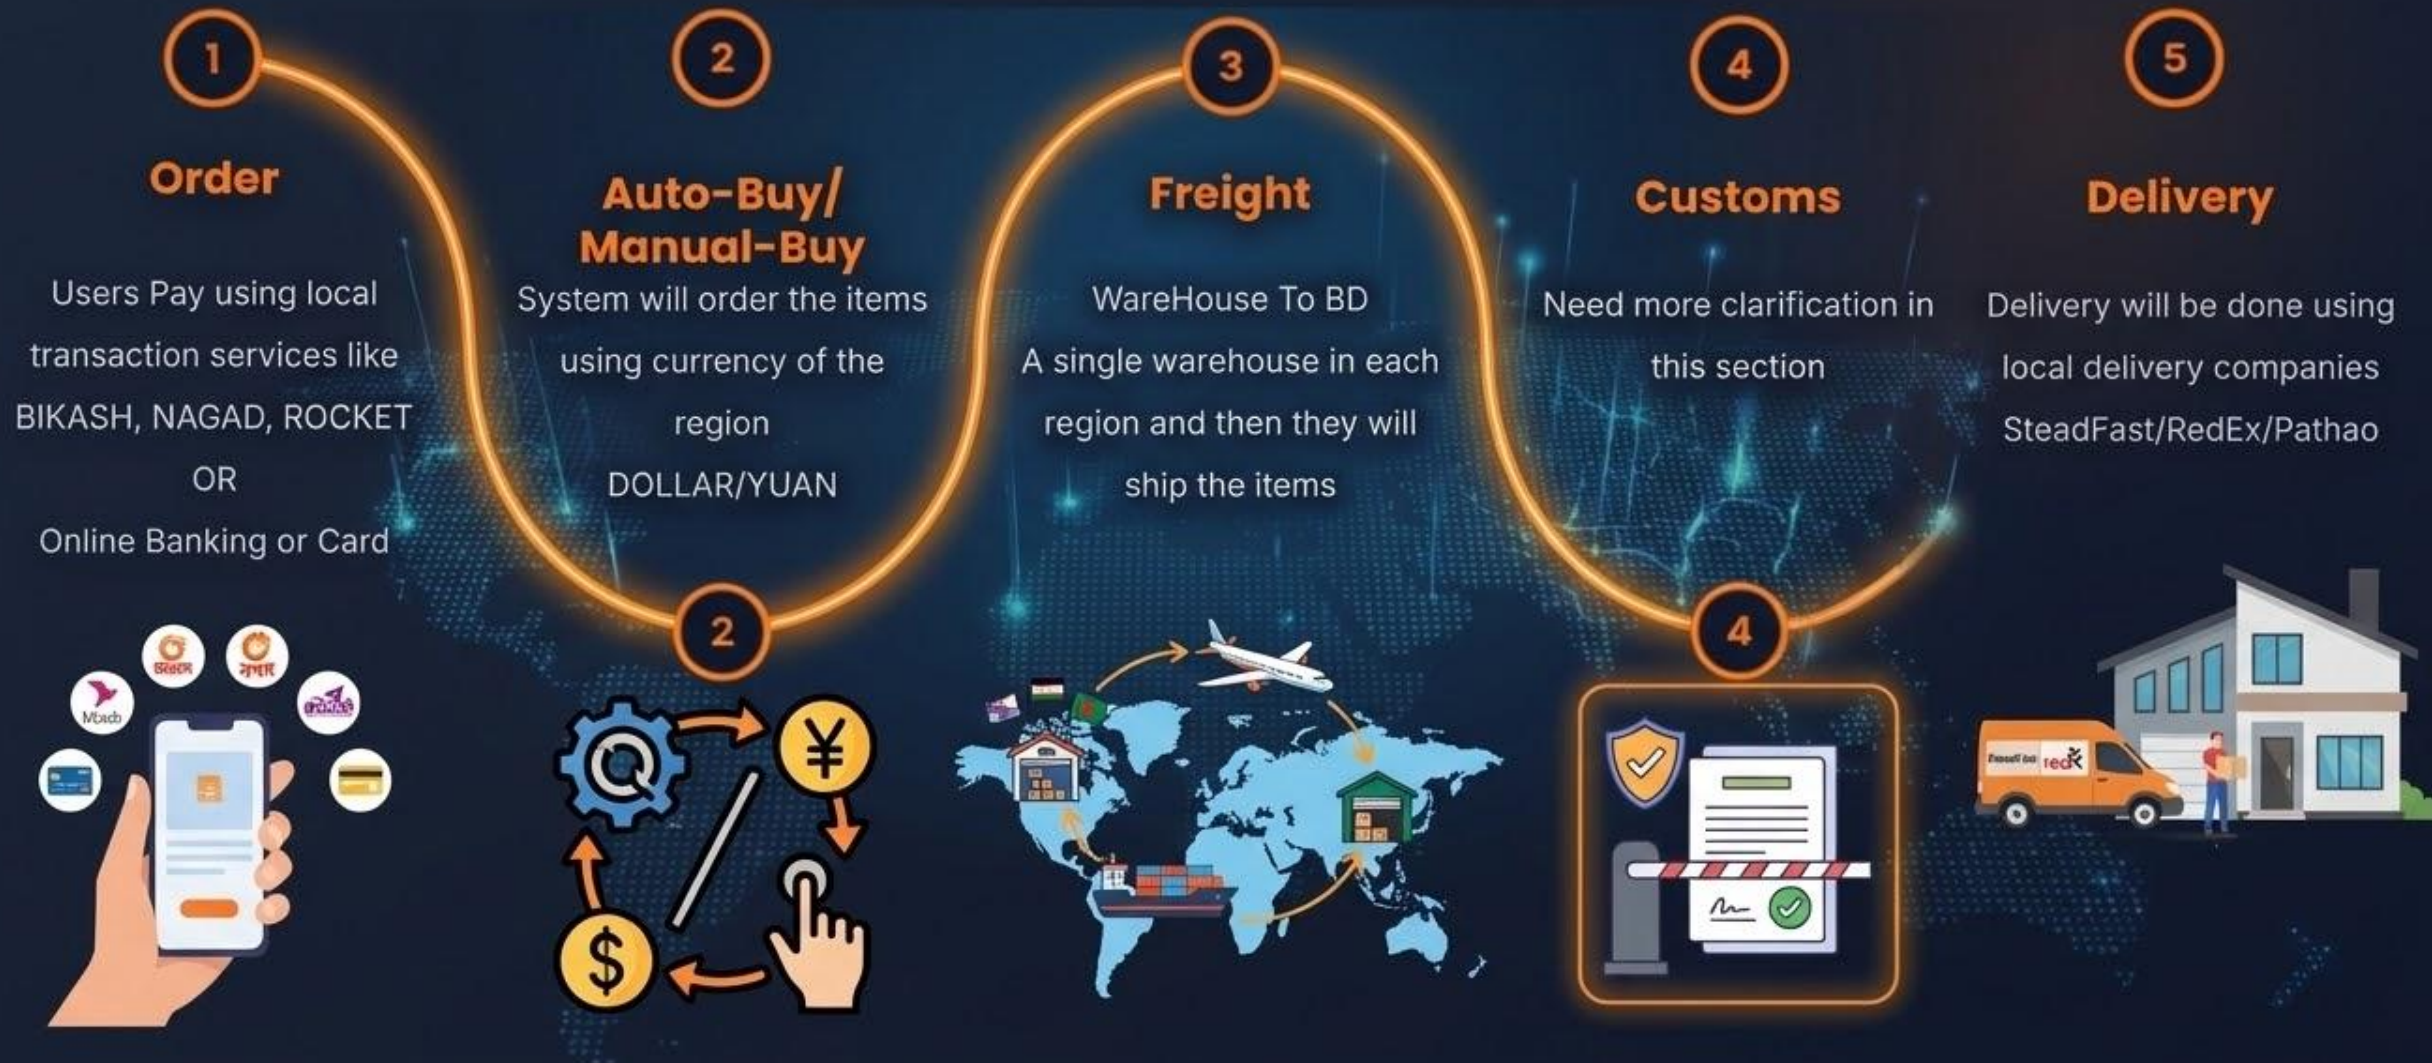 1
Order
Users Pay using local
transaction services like
BIKASH, NAGAD, ROCKET
OR
Online Banking or Card
2
Auto-Buy/
Manual-Buy
System will order the items
using currency of the
region
DOLLAR/YUAN
2
¥
$
3
Freight
WareHouse To BD
A single warehouse in each
region and then they will
ship the items
4
Customs
Need more clarification in
this section
4
5
Delivery
Delivery will be done using
local delivery companies
SteadFast/RedEx/Pathao